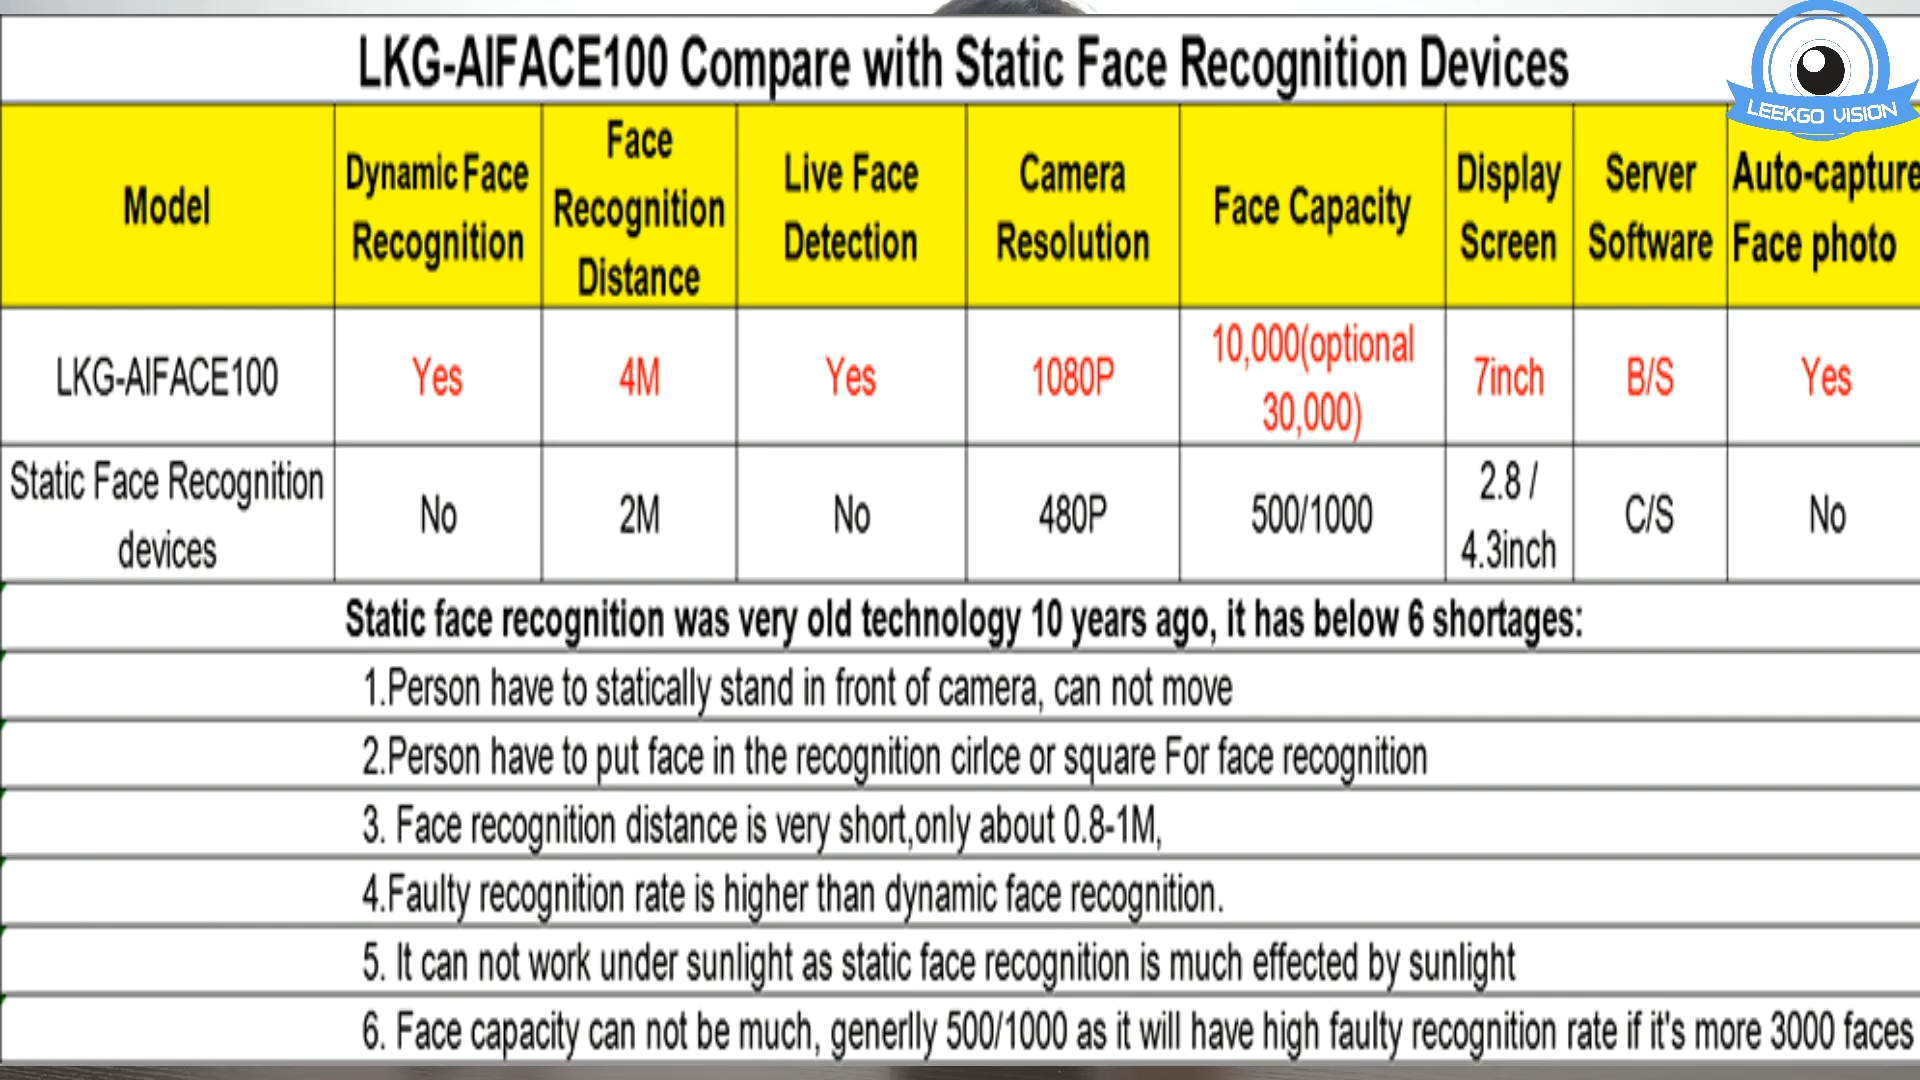 LKG-AIFACE100 Compare with Static Face Recognition Devices
LEEKGO VISION
Model
Dynamic Face
Recognition
Face
Recognition
Distance
Live Face
Detection
Camera
Resolution
Face Capacity
Display
Screen
Server
Software
Auto-capture
Face photo
LKG-AIFACE100
Yes
4M
Yes
1080P
10,000(optional
30,000)
7inch
B/S
Yes
Static Face Recognition
devices
No
2M
No
480P
500/1000
2.8 /
4.3inch
C/S
No
Static face recognition was very old technology 10 years ago, it has below 6 shortages:
1.Person have to statically stand in front of camera, can not move
2.Person have to put face in the recognition cirlce or square For face recognition
3. Face recognition distance is very short,only about 0.8-1M,
4.Faulty recognition rate is higher than dynamic face recognition.
5. It can not work under sunlight as static face recognition is much effected by sunlight
6. Face capacity can not be much, generlly 500/1000 as it will have high faulty recognition rate if it's more 3000 faces